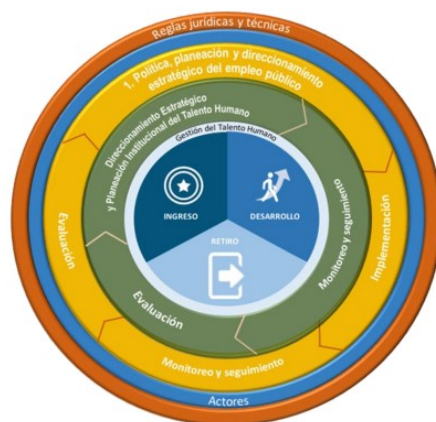 Reglas jurídicas y técnicas
1. Política, planeación y direccionamiento
estratégico del empleo público
Direccionamiento Estratégico
y Planeación Institucional del Talento Humano
Gestión del Talento Humano
INGRESO
DESARROLLO
RETIRO
Monitoreo y seguimiento
Implementación
Evaluación
Evaluación
Monitoreo y seguimiento
Actores